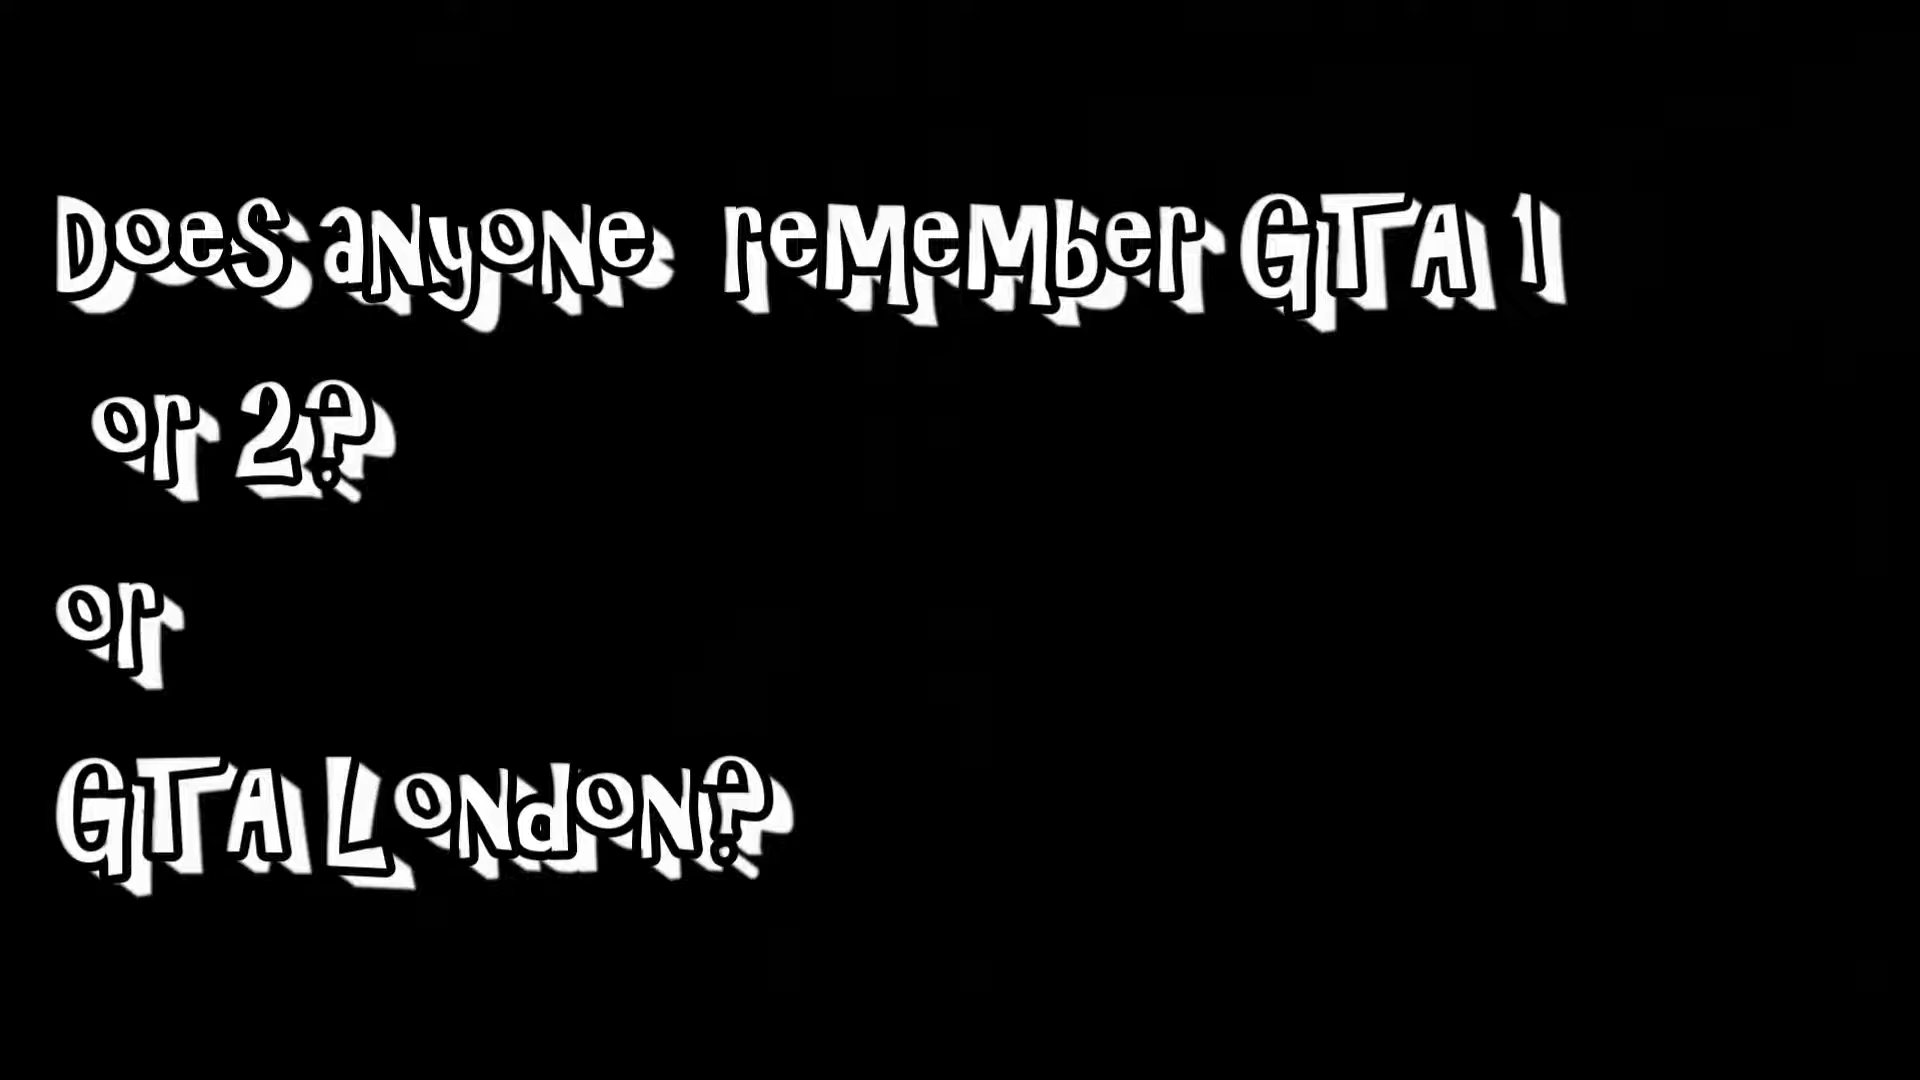 Does anyone remember GTA 1
or 2?
or
GTA London?